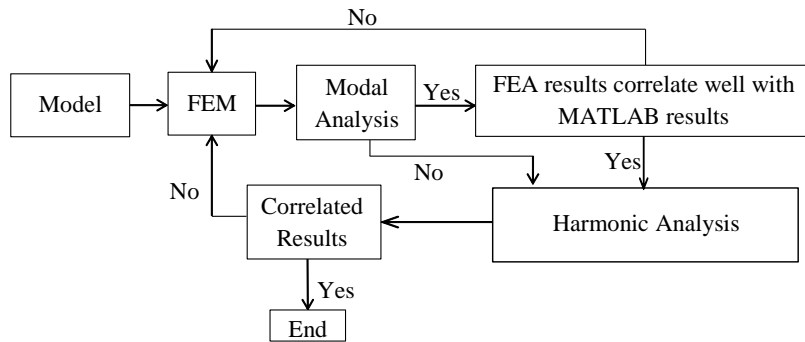 No
Model
FEM
Modal
Analysis
Yes
FEA results correlate well with
MATLAB results
No
Yes
No
Correlated
Results
Harmonic Analysis
Yes
End